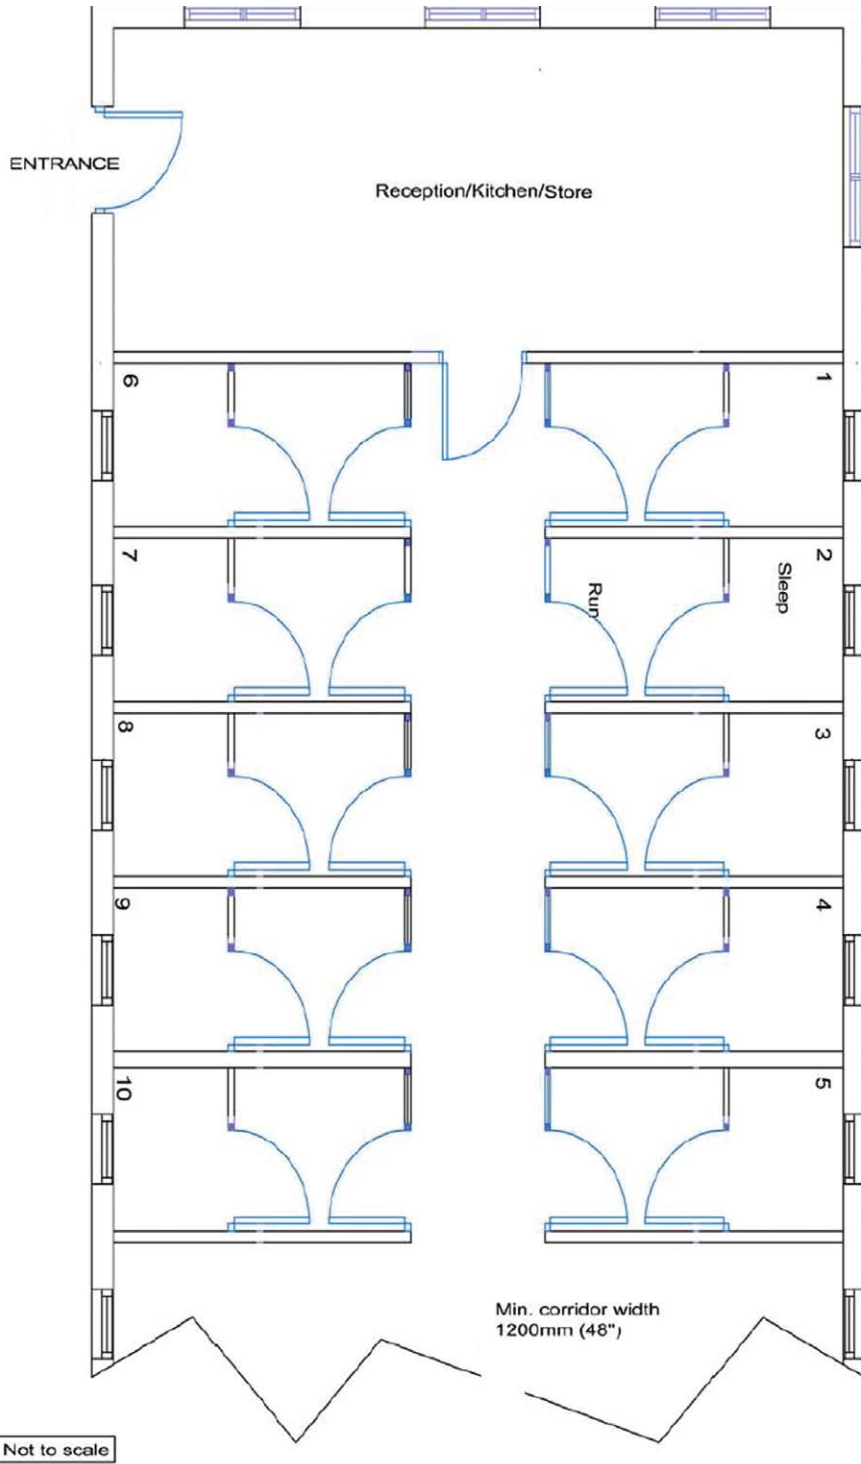 ENTRANCE
Reception/Kitchen/Store
6
1
7
2
Run
Sleep
8
3
9
4
10
5
Min. corridor width
1200mm (48")
Not to scale